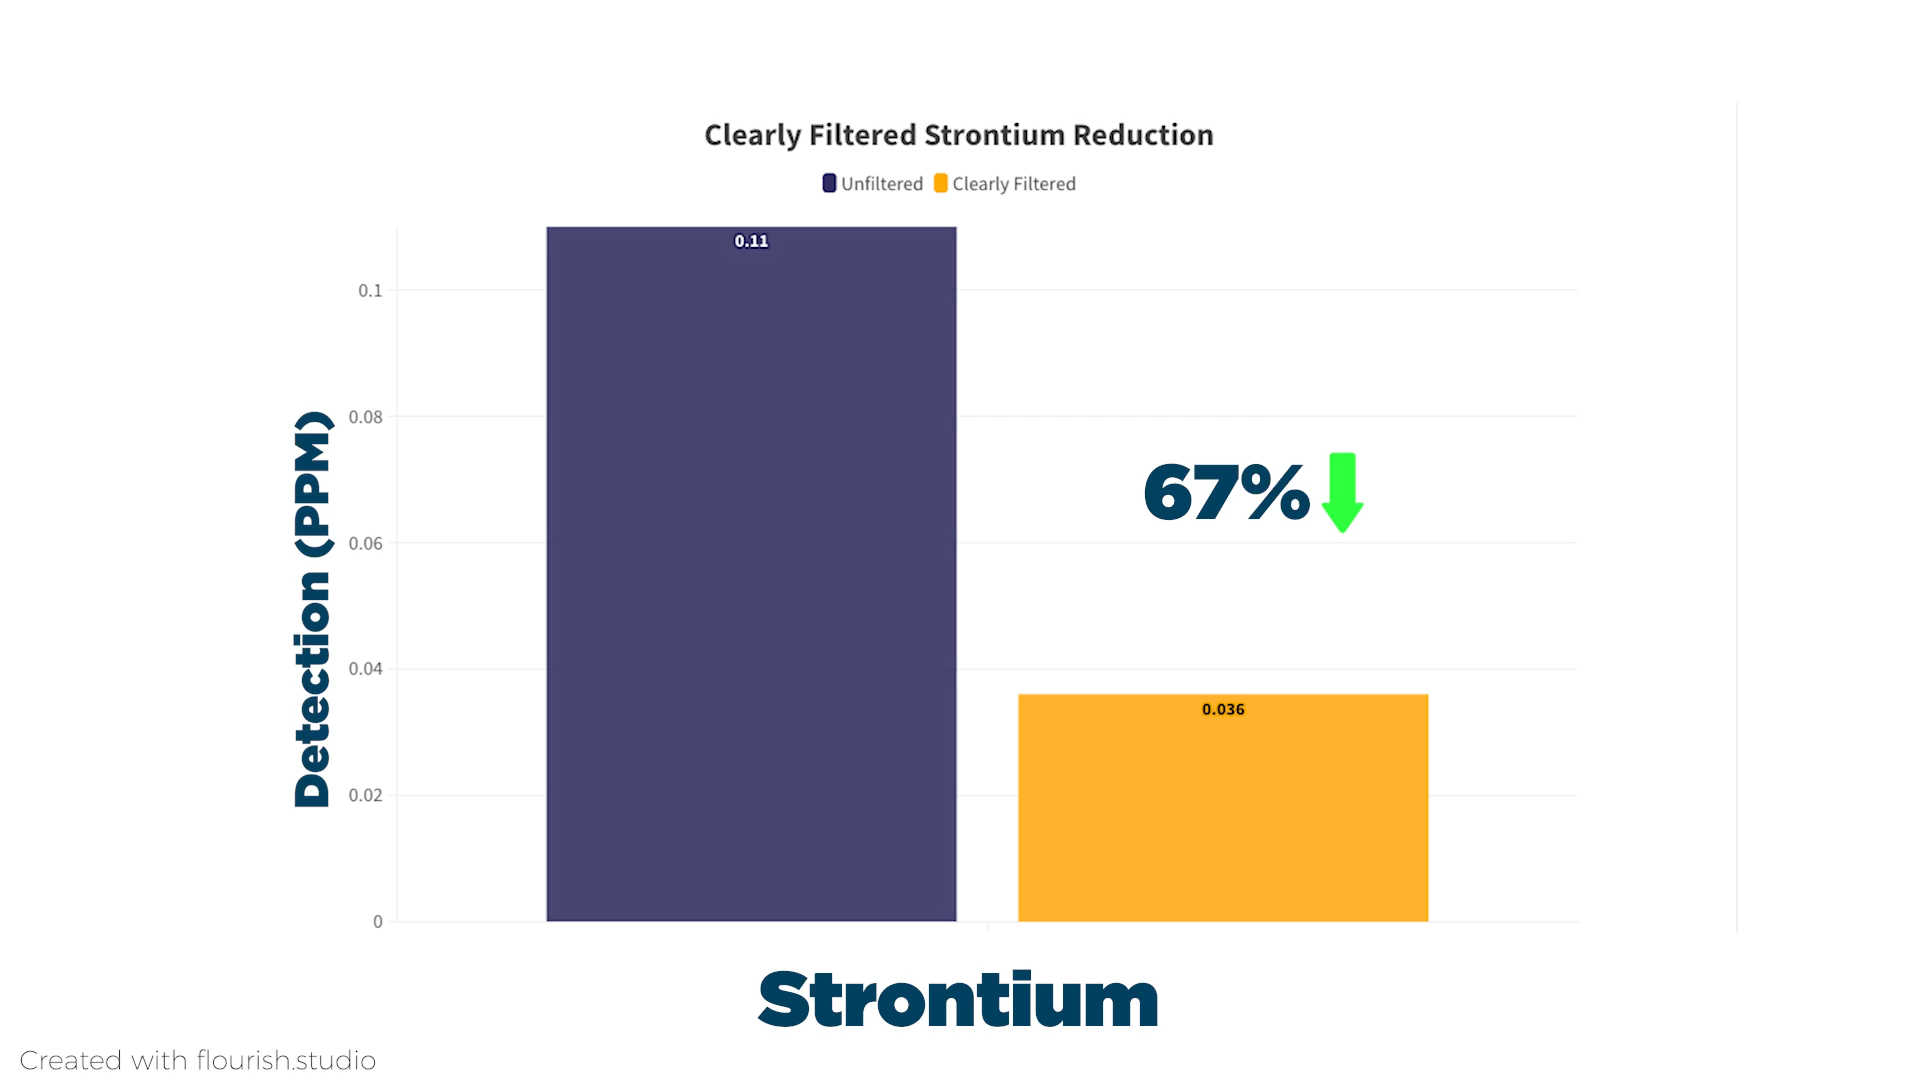 Clearly Filtered Strontium Reduction
Unfiltered Clearly Filtered
0.11
0.1
0.08
67%
0.06
0.04
0.036
0.02
0
Detection (PPM)
Strontium
Created with flourish.studio